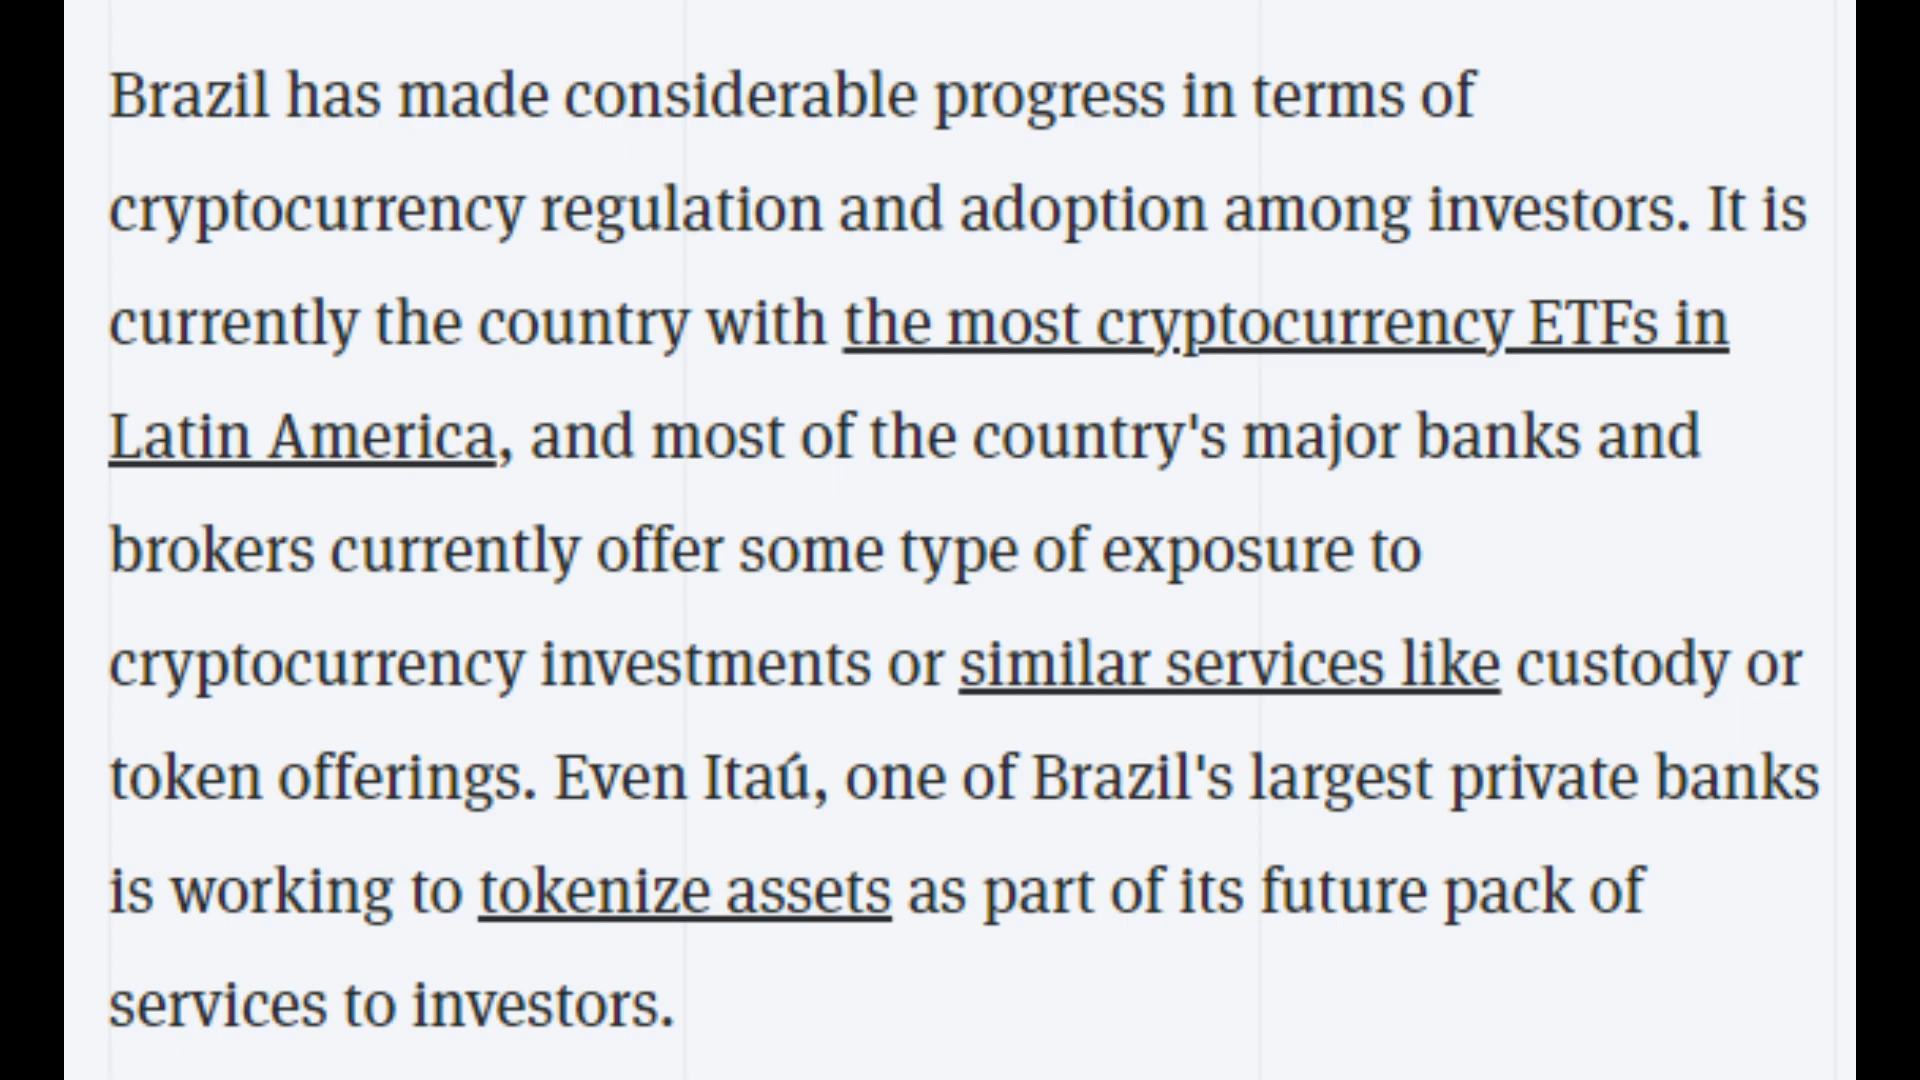 Brazil has made considerable progress in terms of
cryptocurrency regulation and adoption among investors. It is
currently the country with the most cryptocurrency ETFs in
Latin America, and most of the country's major banks and
brokers currently offer some type of exposure to
cryptocurrency investments or similar services like custody or
token offerings. Even Itaú, one of Brazil's largest private banks
is working to tokenize assets as part of its future pack of
services to investors.